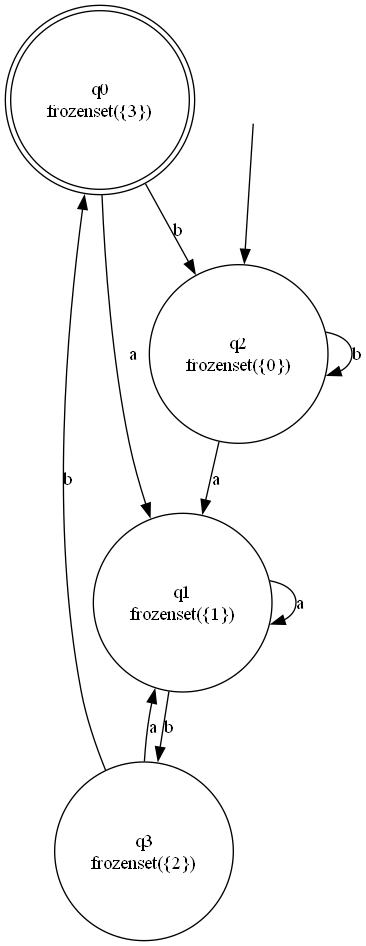 q0
frozenset({3})
b
q2
frozenset({0})
b
a
a
b
q1
frozenset({1})
a
a
b
q3
frozenset({2})